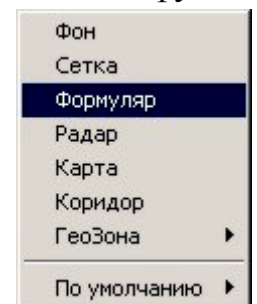 Фон
Сетка
Формуляр
Радар
Карта
Коридор
ГеоЗона
По умолчанию